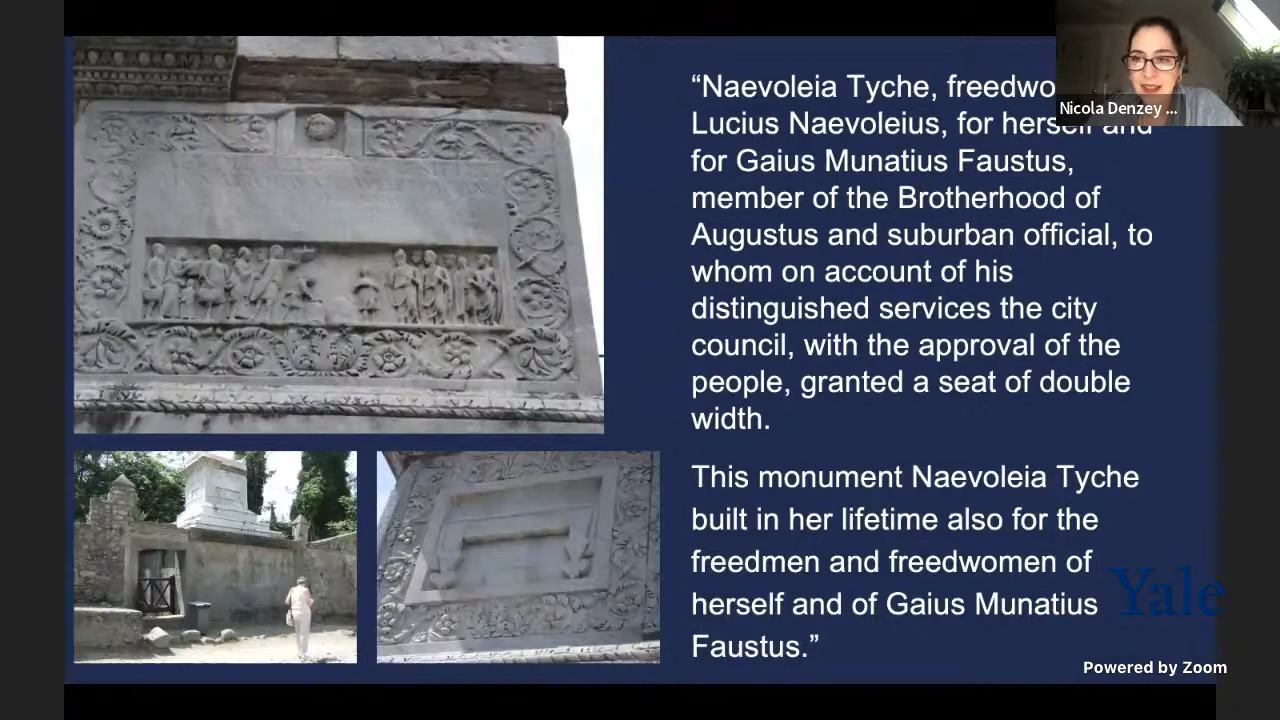 “Naevoleia Tyche, freedwo
Lucius Naevoleius, for herself and
for Gaius Munatius Faustus,
member of the Brotherhood of
Augustus and suburban official, to
whom on account of his
distinguished services the city
council, with the approval of the
people, granted a seat of double
width.
This monument Naevoleia Tyche
built in her lifetime also for the
freedmen and freedwomen of
herself and of Gaius Munatius
Faustus.”
Nicola Denzey ...
Yale
Powered by Zoom